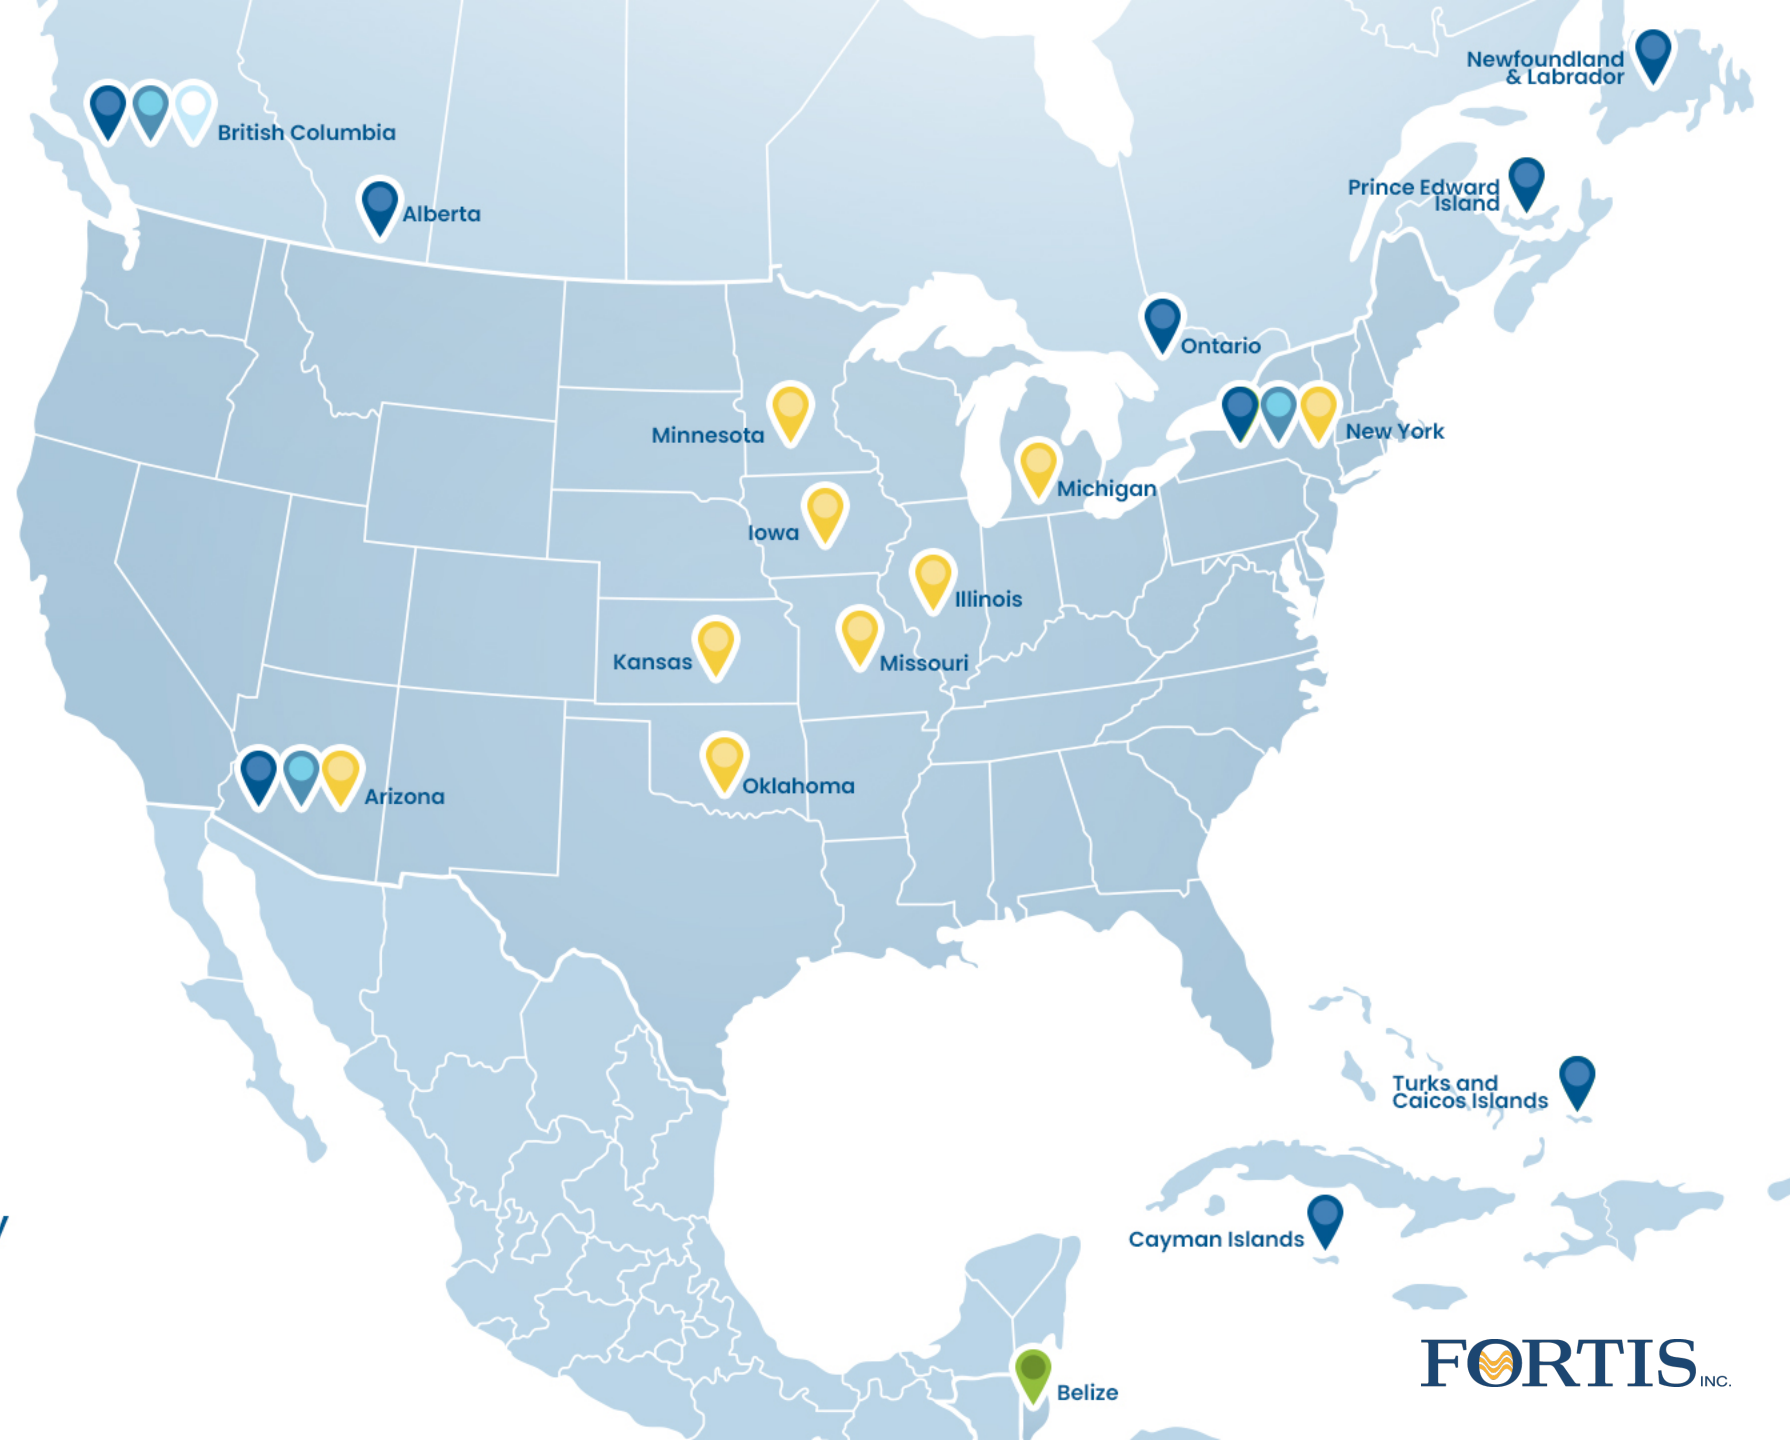 Newfoundland
& Labrador
British Columbia
Prince Edward
Island
Alberta
Ontario
Minnesota
New York
Michigan
Iowa
Illinois
Kansas
Missouri
Oklahoma
Arizona
Turks and
Caicos Islands
Cayman Islands
Belize
FORTIS INC.